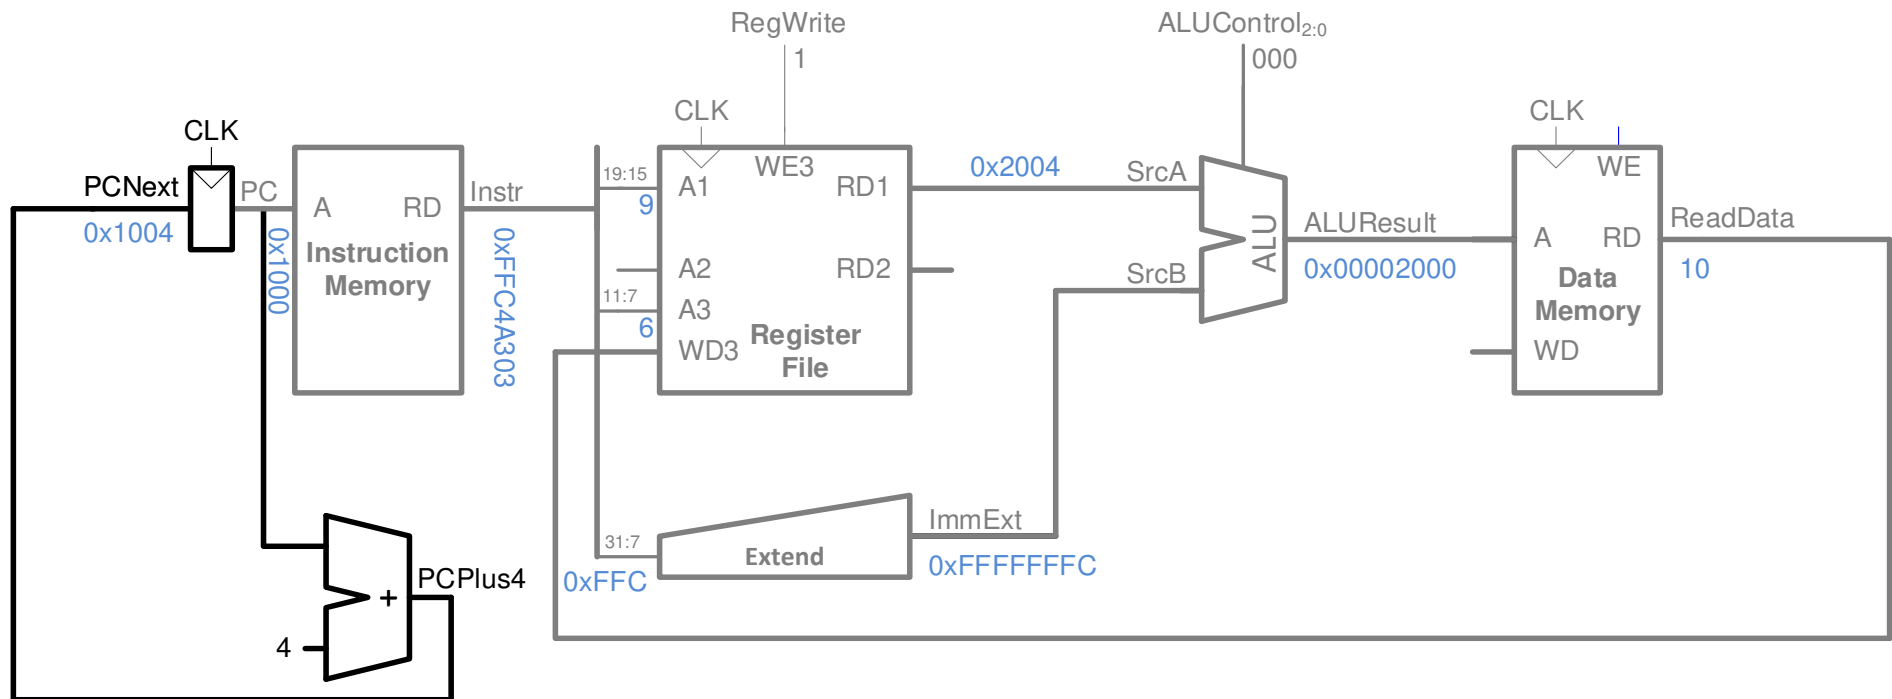 RegWrite
1
ALUControl2:0
000
CLK
PCNext
0x1004
PC
0x1000
A
RD
Instruction
Memory
Instr
0xFFC4A303
CLK
WE3
19:15
9
A1
RD1
0x2004
SrcA
A2
RD2
11:7
6
A3
WD3
Register
File
SrcB
ALU
ALUResult
0x00002000
CLK
WE
A
RD
Data
Memory
WD
ReadData
10
31:7
0xFFC
Extend
ImmExt
0xFFFFFFFC
PCPlus4
+
4